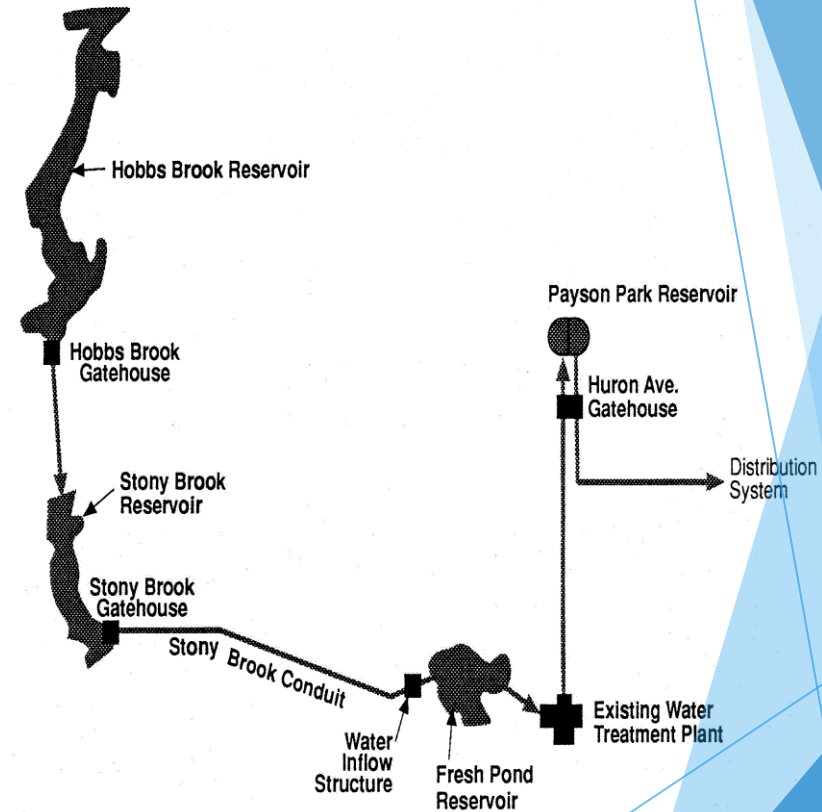 Hobbs Brook Reservoir
Payson Park Reservoir
Hobbs Brook
Gatehouse
Huron Ave.
Gatehouse
Distribution
System
Stony Brook
Reservoir
Stony Brook
Gatehouse
Stony Brook Conduit
Existing Water
Treatment Plant
Water
Inflow
Structure
Fresh Pond
Reservoir